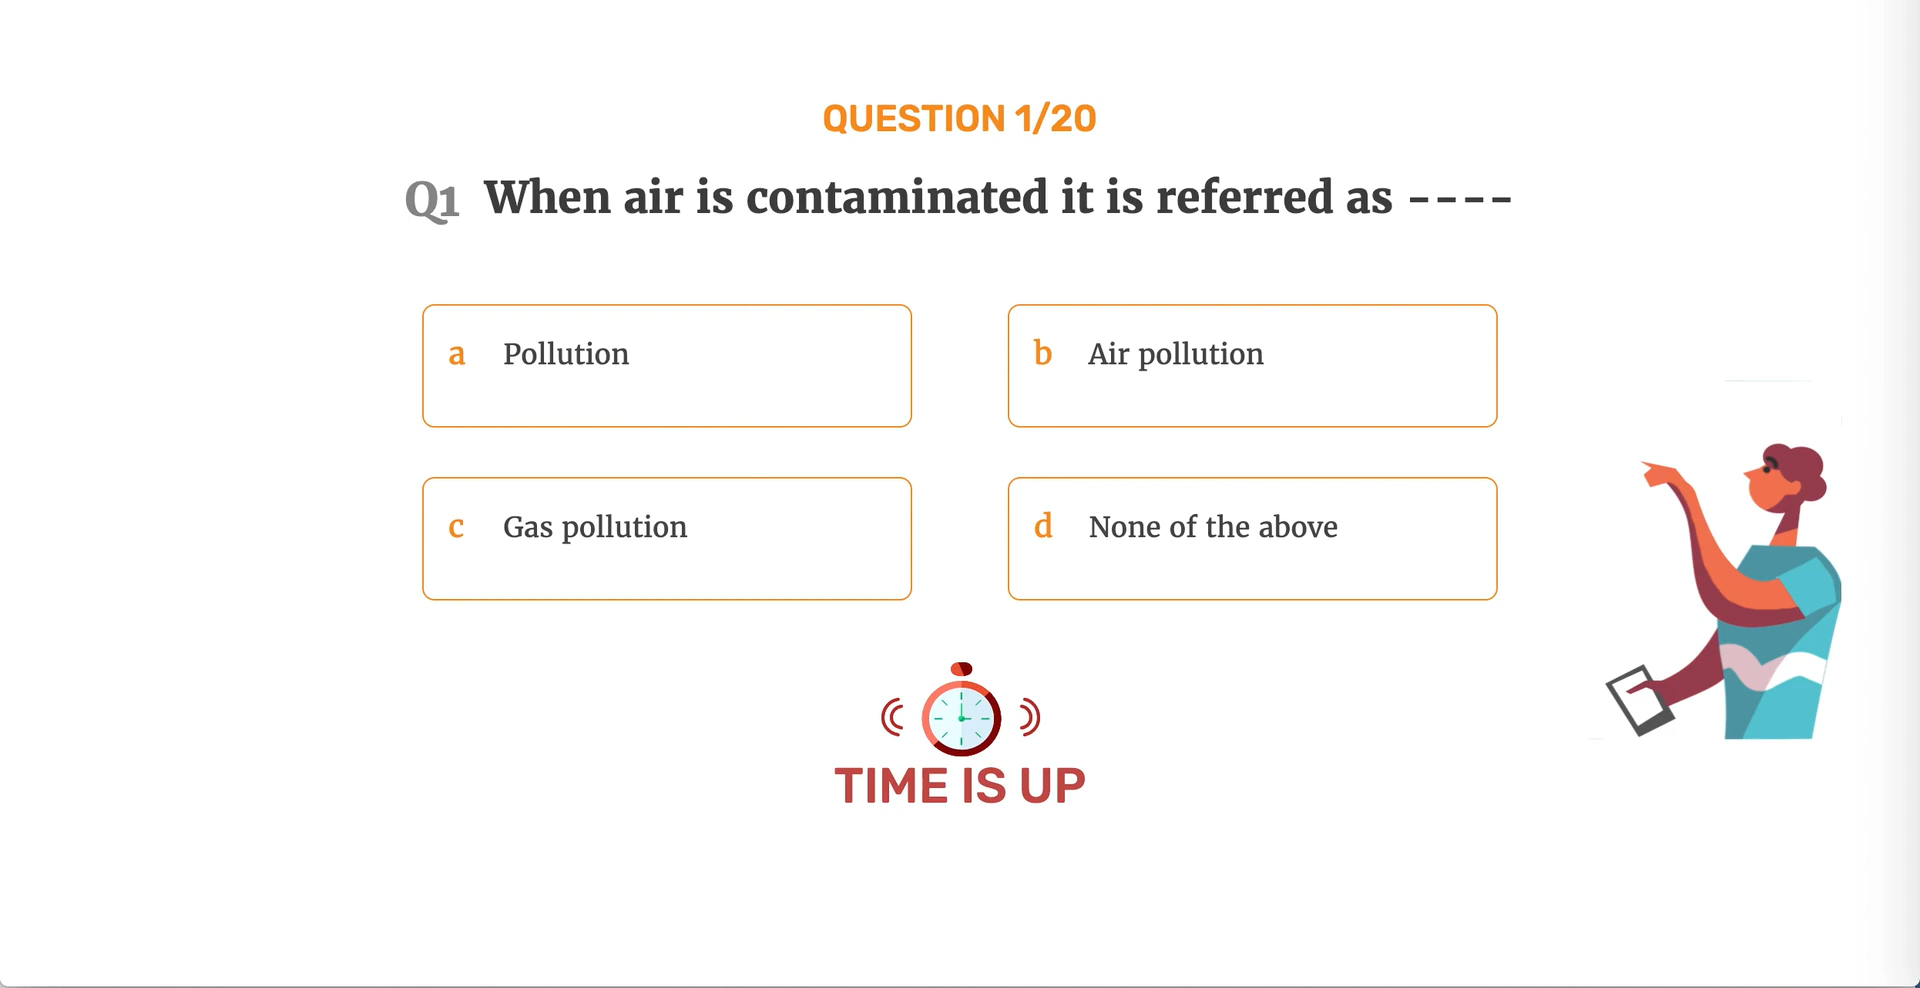 QUESTION 1/20
Q1 When air is contaminated it is referred as ----
a Pollution
b Air pollution
c Gas pollution
d None of the above
TIME IS UP